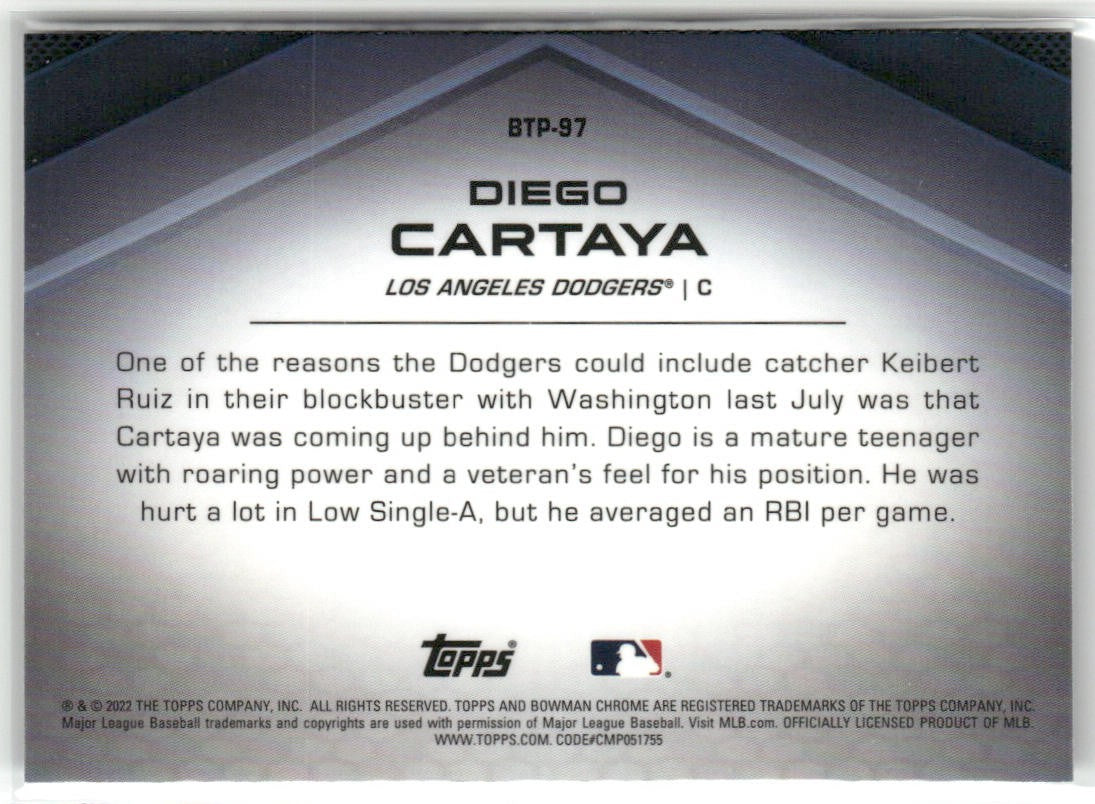 BTP-97
DIEGO
CARTAYA
LOS ANGELES DODGERS® | C
One of the reasons the Dodgers could include catcher Keibert
Ruiz in their blockbuster with Washington last July was that
Cartaya was coming up behind him. Diego is a mature teenager
with roaring power and a veteran's feel for his position. He was
hurt a lot in Low Single-A, but he averaged an RBI per game.
Topps®
® & © 2022 THE TOPPS COMPANY, INC. ALL RIGHTS RESERVED. TOPPS AND BOWMAN CHROME ARE REGISTERED TRADEMARKS OF THE TOPPS COMPANY, INC.
Major League Baseball trademarks and copyrights are used with permission of Major League Baseball. Visit MLB.com. OFFICIALLY LICENSED PRODUCT OF MLB.
WWW.TOPPS.COM. CODE#CMP051755